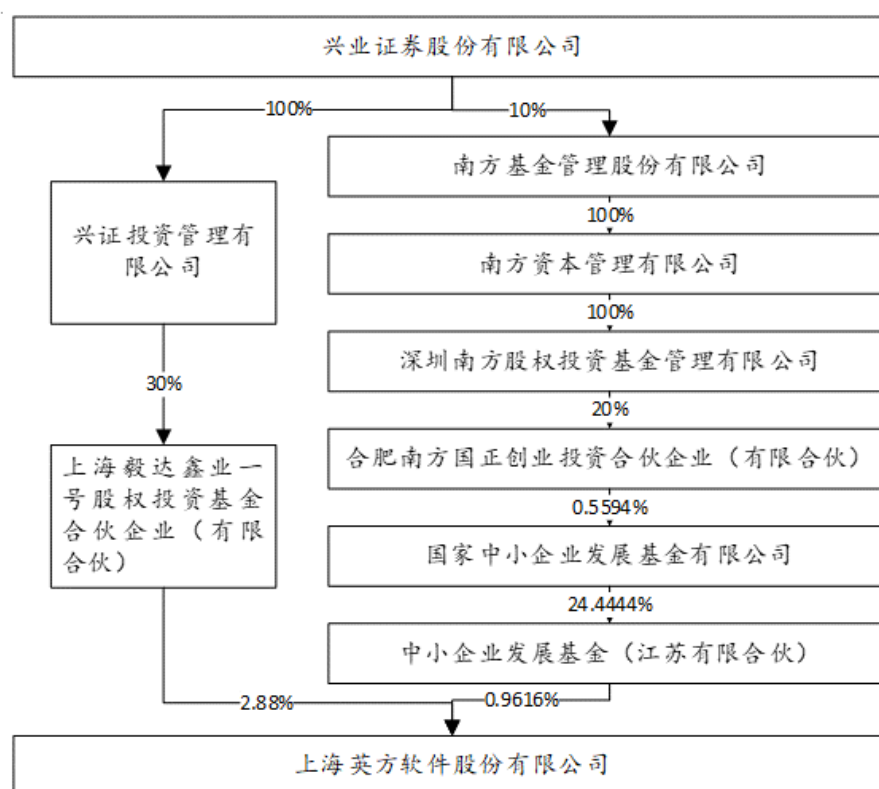 兴业证券股份有限公司
100%
10%
南方基金管理股份有限公司
100%
兴证投资管理有
限公司
南方资本管理有限公司
100%
深圳南方股权投资基金管理有限公司
30%
20%
上海毅达鑫业一
号股权投资基金
合伙企业（有限
合伙）
合肥南方国正创业投资合伙企业（有限合伙）
0.5594%
国家中小企业发展基金有限公司
24.4444%
中小企业发展基金（江苏有限合伙）
2.88%
0.9616%
上海英方软件股份有限公司